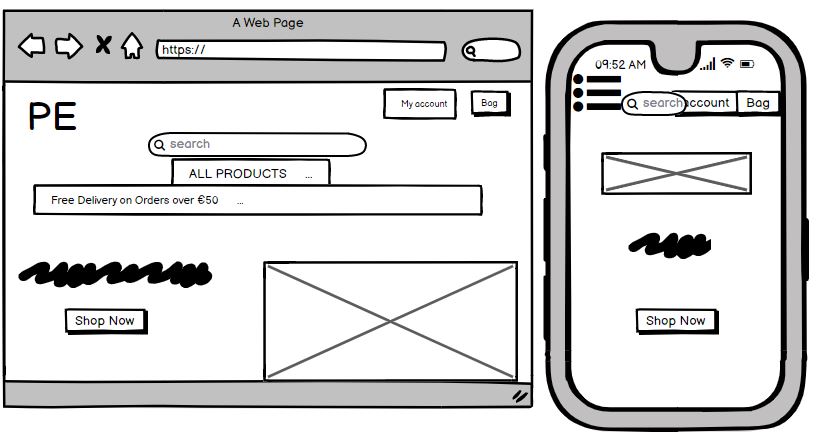 A Web Page
https://
PE
My account
Bag
search
ALL PRODUCTS ...
Free Delivery on Orders over €50 ...
Shop Now
09:52 AM
search
account
Bag
Shop Now